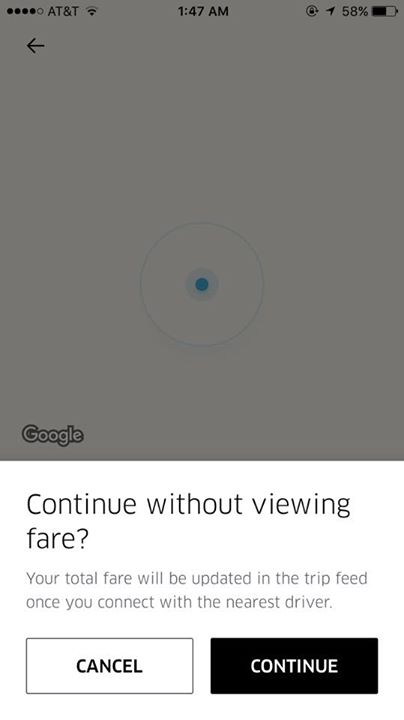 AT&T 1:47 AM 58%
Google
Continue without viewing
fare?
Your total fare will be updated in the trip feed
once you connect with the nearest driver.
CANCEL CONTINUE